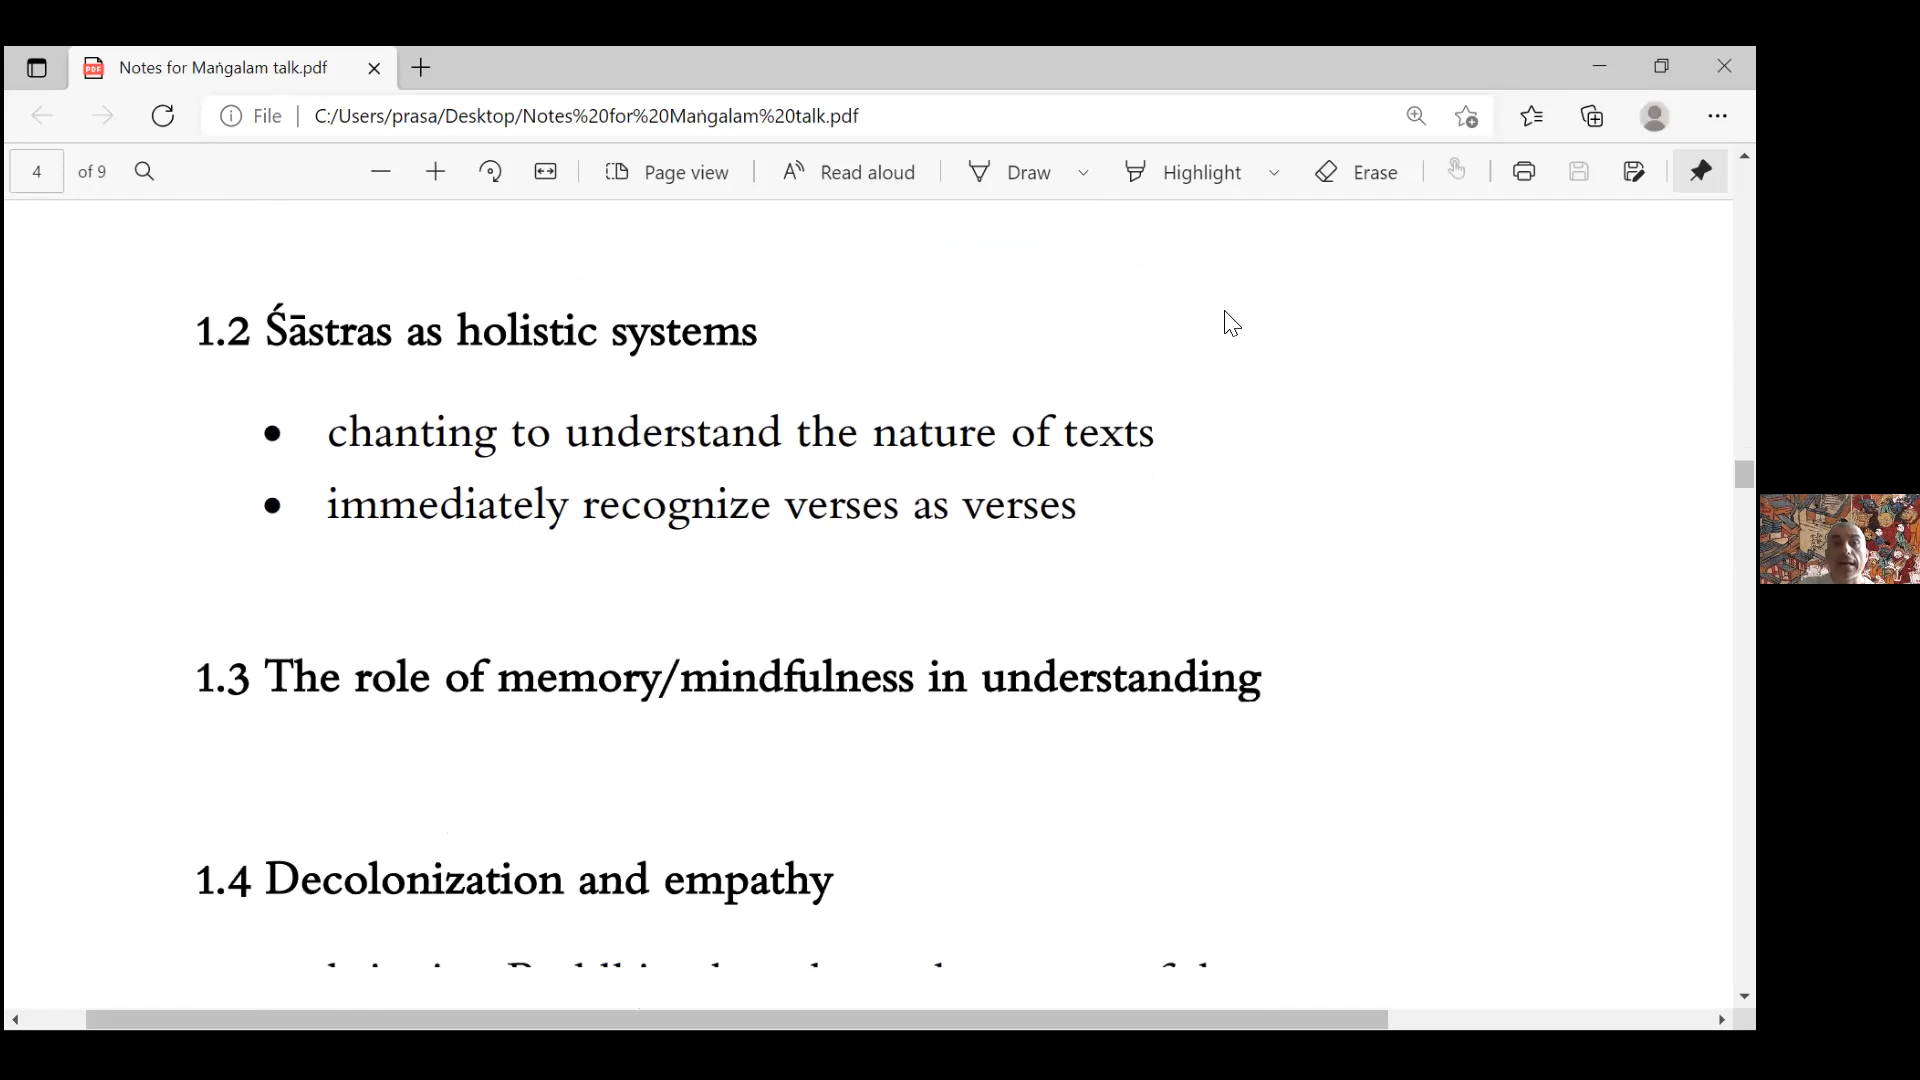 Notes for Maṅgalam talk.pdf
File
C:/Users/prasa/Desktop/Notes%20for%20Maṅgalam%20talk.pdf
4 of 9
Page view
Read aloud
Draw
Highlight
Erase
1.2 Śāstras as holistic systems
• chanting to understand the nature of texts
• immediately recognize verses as verses
1.3 The role of memory/mindfulness in understanding
1.4 Decolonization and empathy